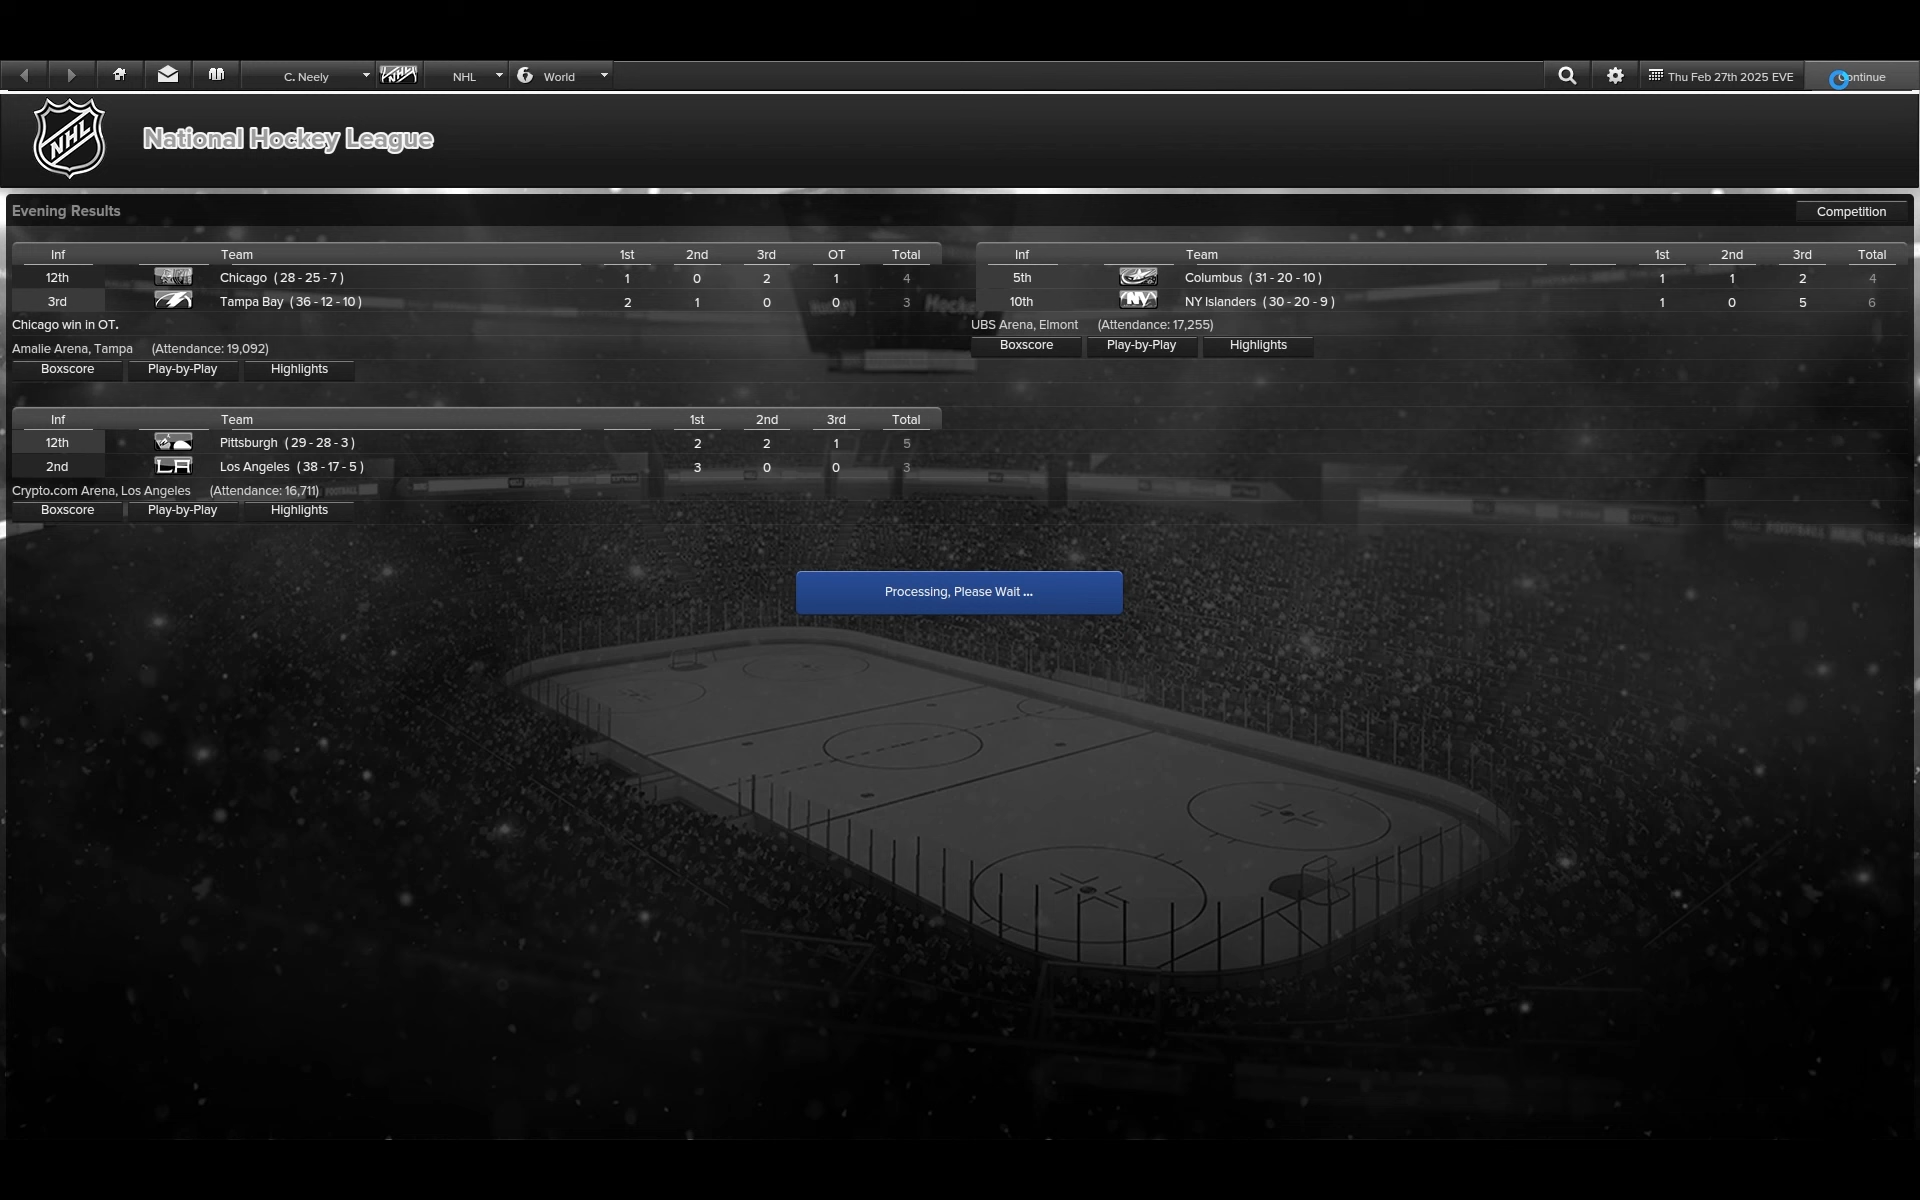 C. Neely NHL World Thu Feb 27th 2025 EVE Continue
NHL National Hockey League
Evening Results Competition
Inf Team 1st 2nd 3rd OT Total
12th Chicago ( 28 - 25 - 7 ) 1 0 2 1 4
3rd Tampa Bay ( 36 - 12 - 10 ) 2 1 0 0 3
Chicago win in OT.
Amalie Arena, Tampa (Attendance: 19,092)
Boxscore Play-by-Play Highlights
Inf Team 1st 2nd 3rd Total
5th Columbus ( 31 - 20 - 10 ) 1 1 2 4
10th NY Islanders ( 30 - 20 - 9 ) 1 0 5 6
UBS Arena, Elmont (Attendance: 17,255)
Boxscore Play-by-Play Highlights
Inf Team 1st 2nd 3rd Total
12th Pittsburgh ( 29 - 28 - 3 ) 2 2 1 5
2nd LA Los Angeles ( 38 - 17 - 5 ) 3 0 0 3
Crypto.com Arena, Los Angeles (Attendance: 16,711)
Boxscore Play-by-Play Highlights
Processing, Please Wait ...